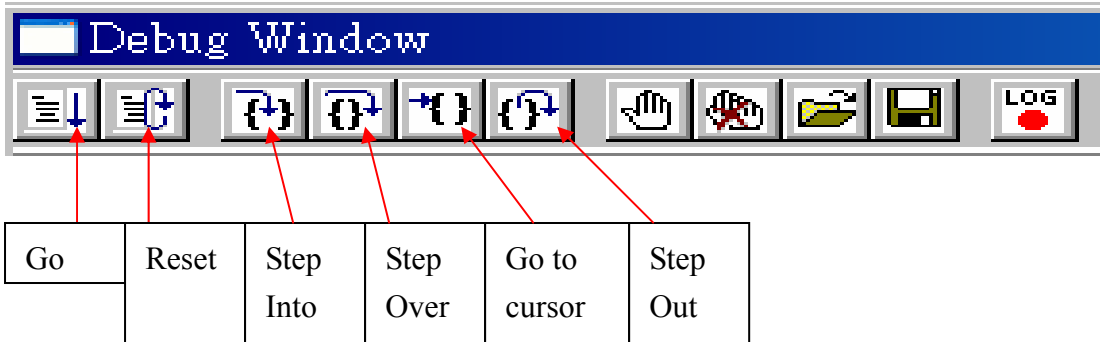 Debug Window
LOG
Go
Reset
Step
Into
Step
Over
Go to
cursor
Step
Out